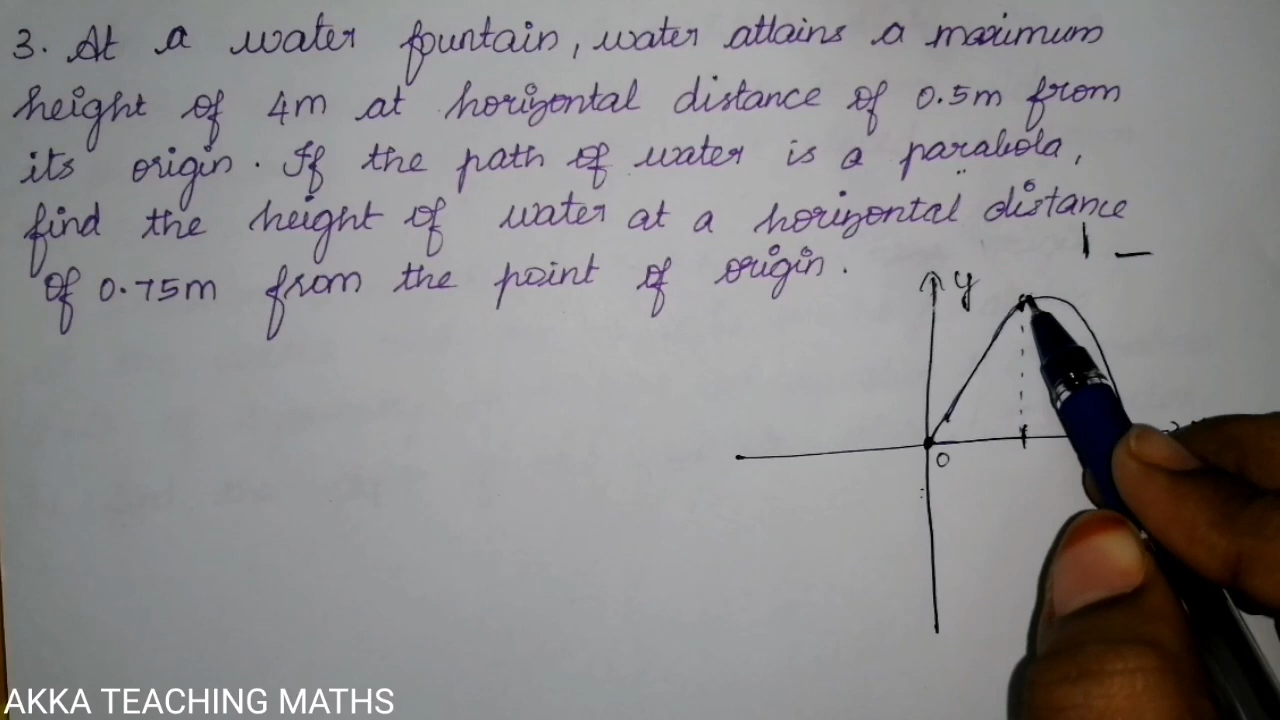 3. At a water fountain, water attains a maximum
height of 4m at horizontal distance of 0.5m from
its origin. If the path of water is a parabola,
find the height of water at a horizontal distance
of 0.75m from the point of origin.
y
0
AKKA TEACHING MATHS